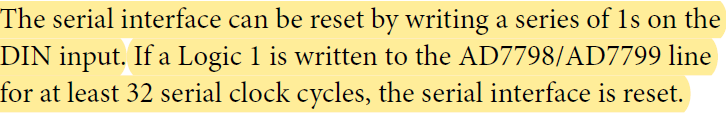 The serial interface can be reset by writing a series of 1s on the
DIN input. If a Logic 1 is written to the AD7798/AD7799 line
for at least 32 serial clock cycles, the serial interface is reset.